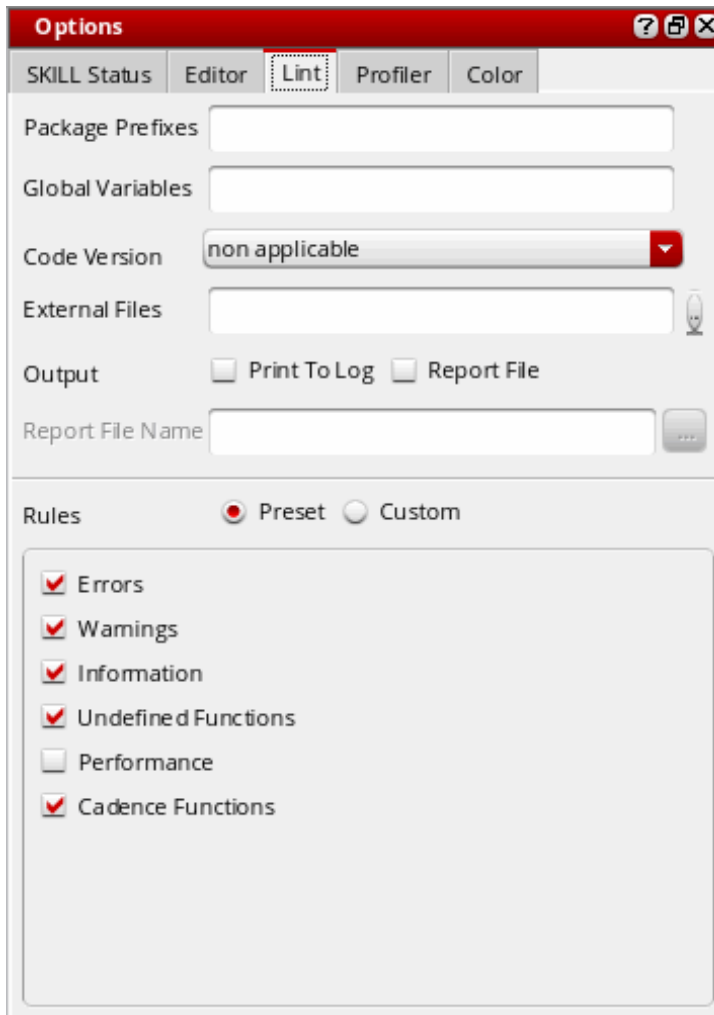 Options
SKILL Status Editor Lint Profiler Color
Package Prefixes
Global Variables
Code Version non applicable
External Files
Output Print To Log Report File
Report File Name ...
Rules Preset Custom
Errors
Warnings
Information
Undefined Functions
Performance
Cadence Functions